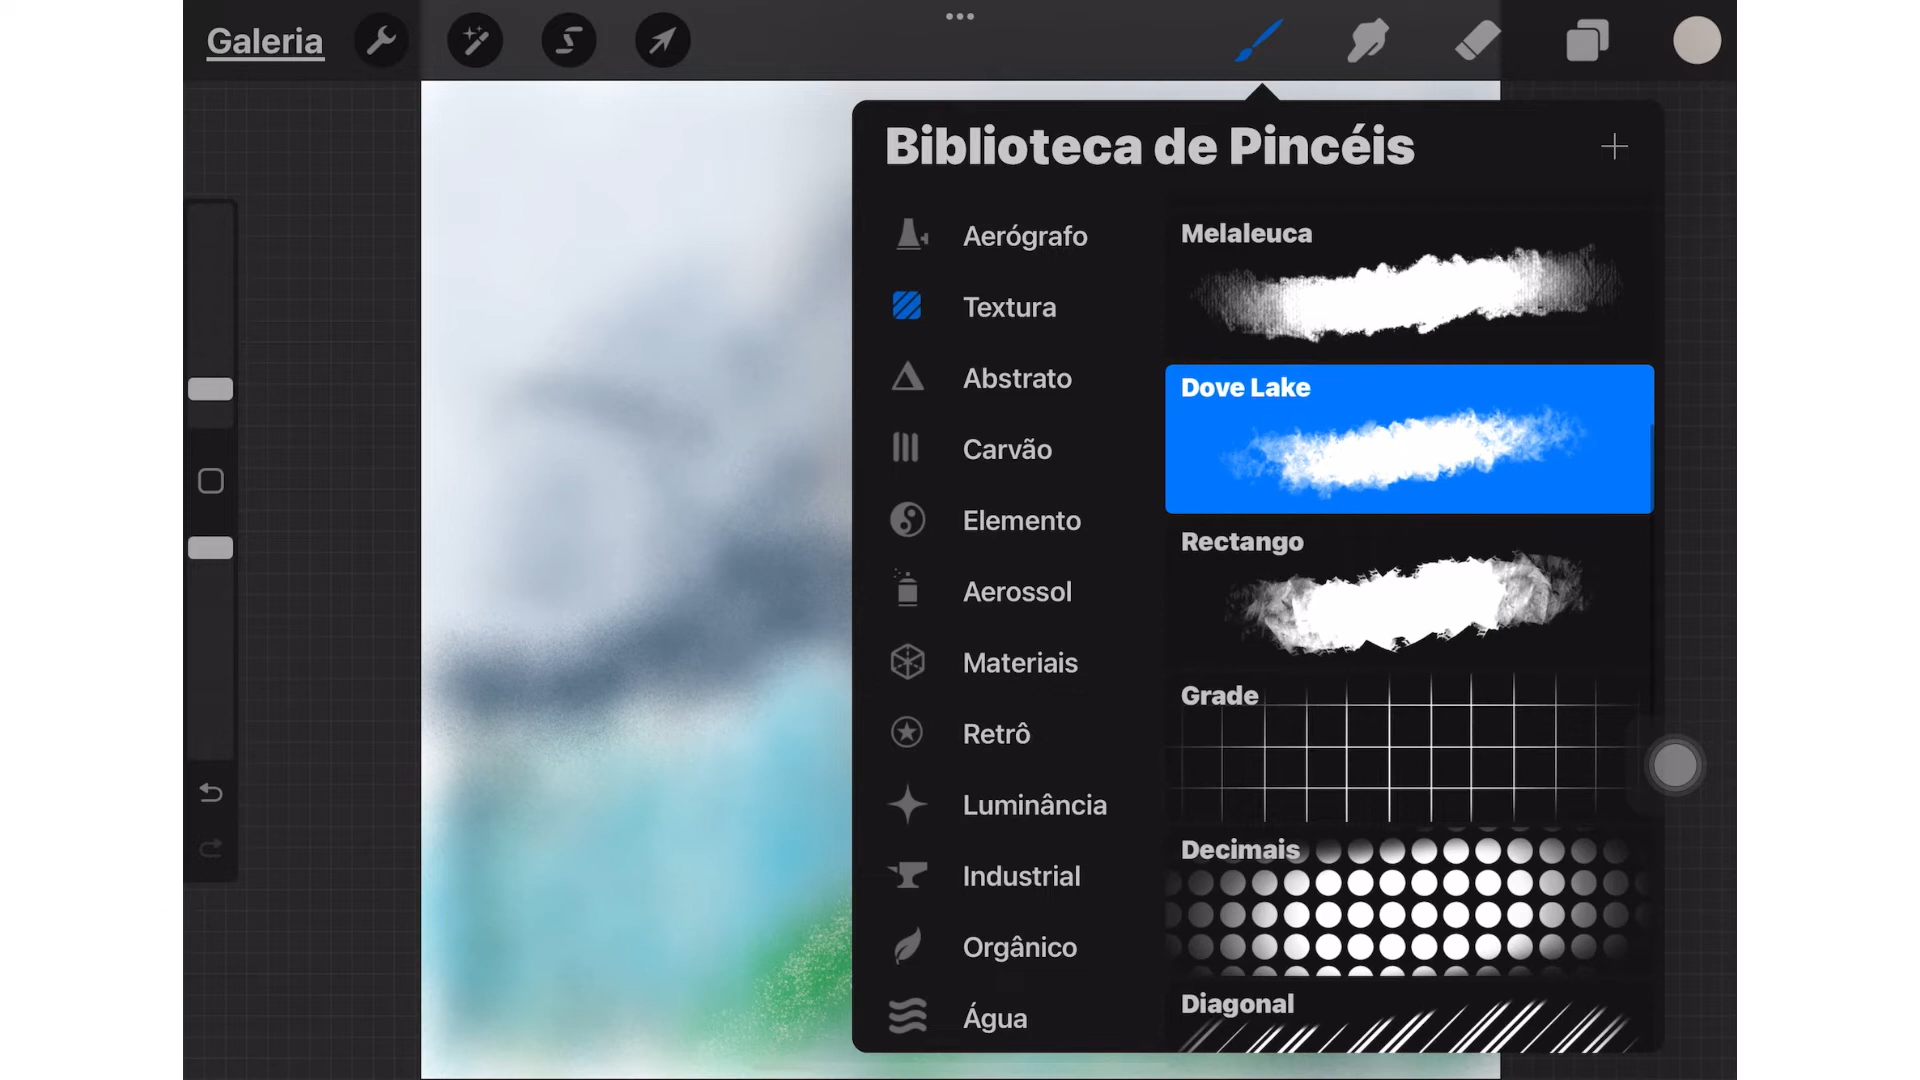 Galeria
Biblioteca de Pincéis
Aerógrafo
Textura
Abstrato
Carvão
Elemento
Aerossol
Materiais
Retrô
Luminância
Industrial
Orgânico
Água
Melaleuca
Dove Lake
Rectango
Grade
Decimais
Diagonal